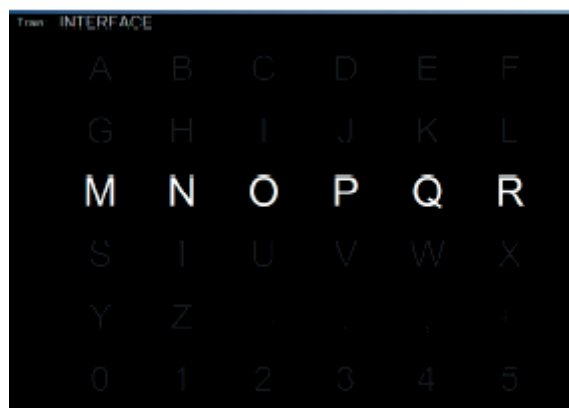 Train: INTERFACE
A B C D E F
G H I J K L
M N O P Q R
S T U V W X
Y Z
0 1 2 3 4 5